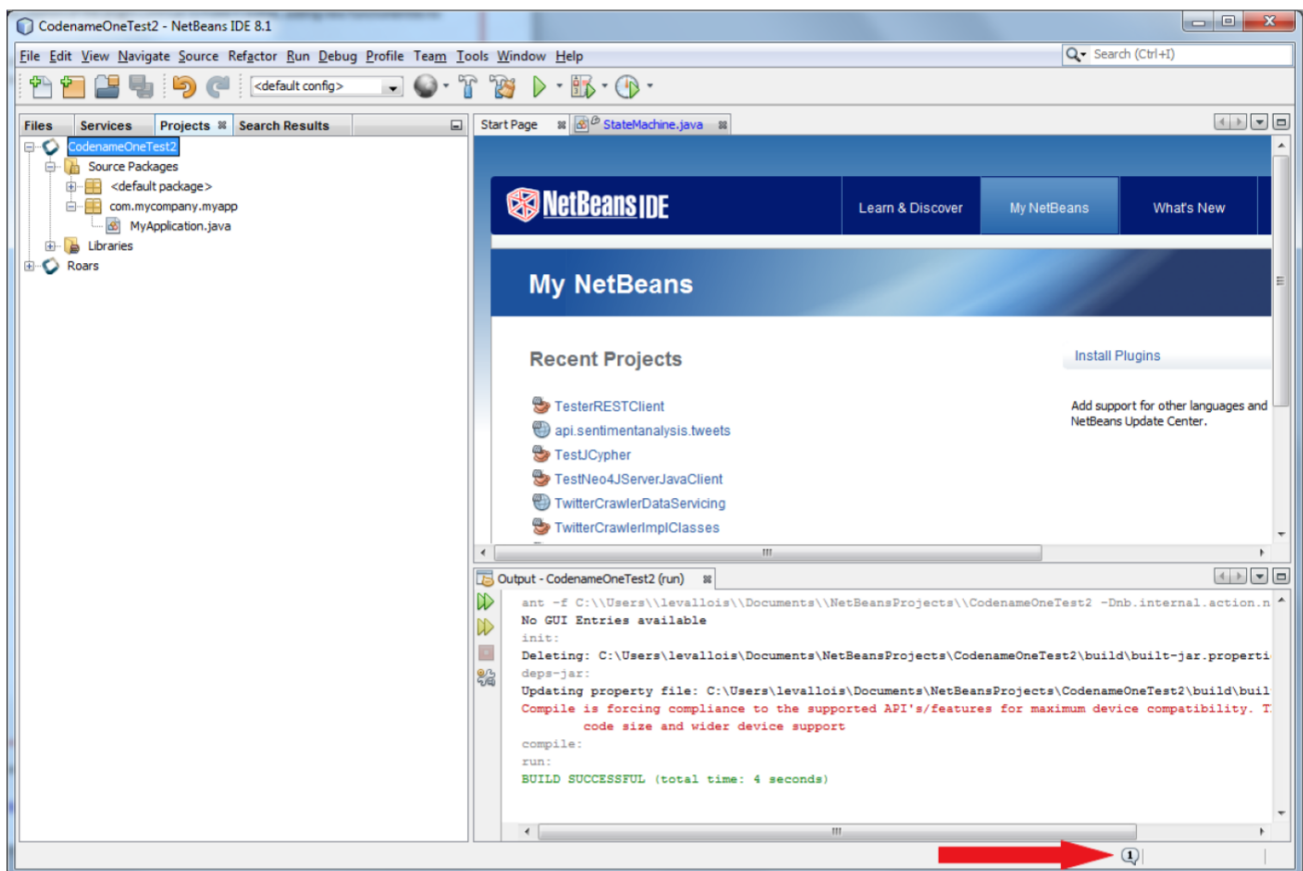 CodenameOneTest2 - NetBeans IDE 8.1
File Edit View Navigate Source Refactor Run Debug Profile Team Tools Window Help
Search (Ctrl+I)
<default config>
Files Services Projects Search Results
Start Page StateMachine.java
CodenameOneTest2
Source Packages
<default package>
com.mycompany.myapp
MyApplication.java
Libraries
Roars
NetBeans IDE
Learn & Discover
My NetBeans
What's New
My NetBeans
Recent Projects
TesterRESTClient
api.sentimentanalysis.tweets
TestJCypher
TestNeo4JServerJavaClient
TwitterCrawlerDataServicing
TwitterCrawlerImplClasses
Install Plugins
Add support for other languages and
NetBeans Update Center.
Output - CodenameOneTest2 (run)
ant -f C:\\Users\\levallois\\Documents\\NetBeansProjects\\CodenameOneTest2 -Dnb.internal.action.n
No GUI Entries available
init:
Deleting: C:\Users\levallois\Documents\NetBeansProjects\CodenameOneTest2\build\built-jar.properti
deps-jar:
Updating property file: C:\Users\levallois\Documents\NetBeansProjects\CodenameOneTest2\build\buil
Compile is forcing compliance to the supported API's/features for maximum device compatibility. T
code size and wider device support
compile:
run:
BUILD SUCCESSFUL (total time: 4 seconds)
1